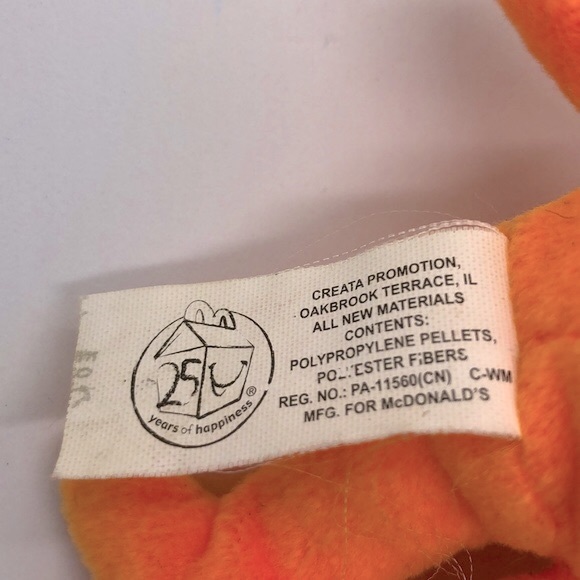 25
years of happiness®
CREATA PROMOTION,
OAKBROOK TERRACE, IL
ALL NEW MATERIALS
CONTENTS:
POLYPROPYLENE PELLETS,
POLYESTER FiBERS
REG. NO.: PA-11560(CN) C-WM
MFG. FOR McDONALD'S